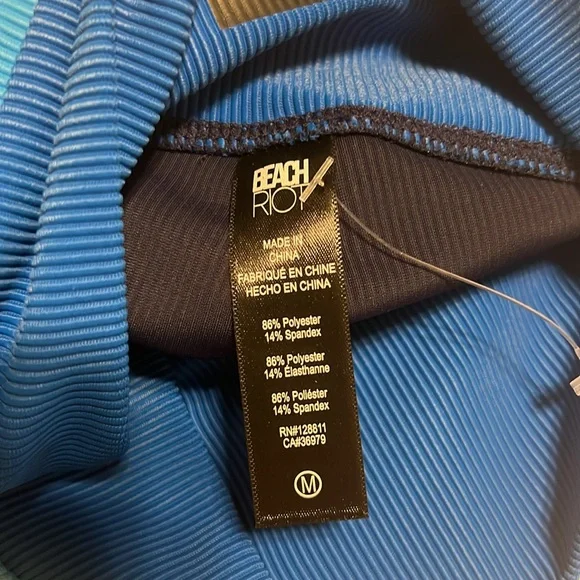 BEACH
RIOT
MADE IN
CHINA
FABRIQUÉ EN CHINE
HECHO EN CHINA
86% Polyester
14% Spandex
86% Polyester
14% Élasthanne
86% Poliéster
14% Spandex
RN#128811
CA#36979
M